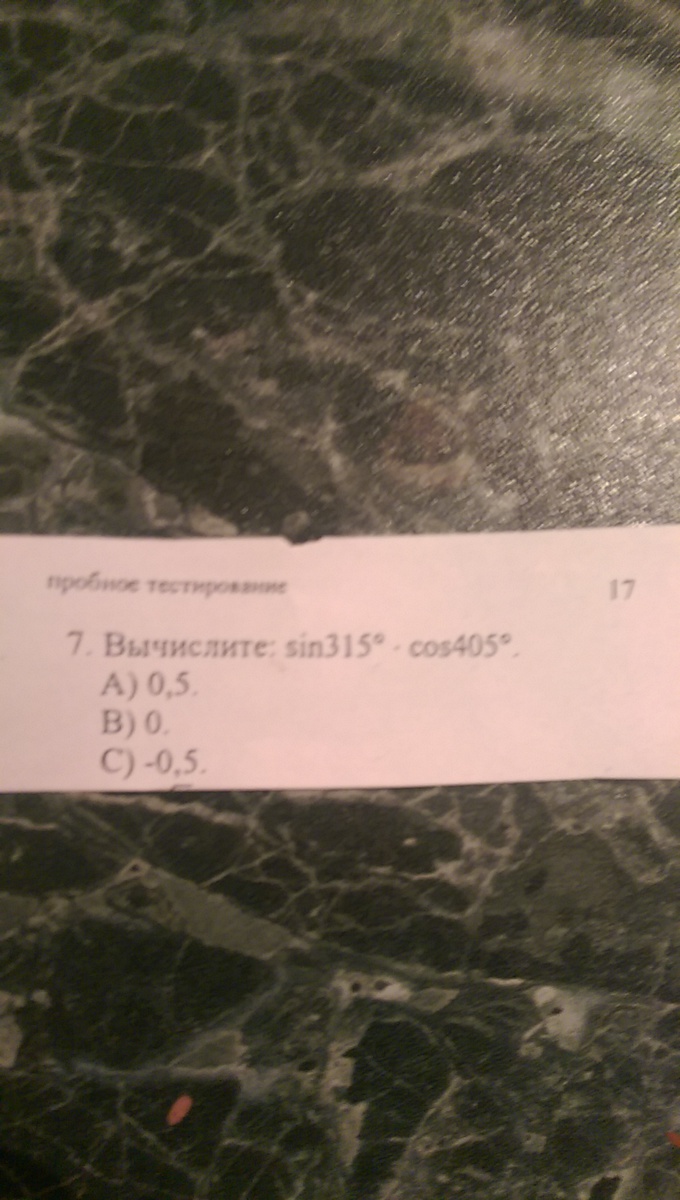 пробное тестирование 17
7. Вычислите: sin315° · cos405°.
A) 0,5.
B) 0.
C) -0,5.